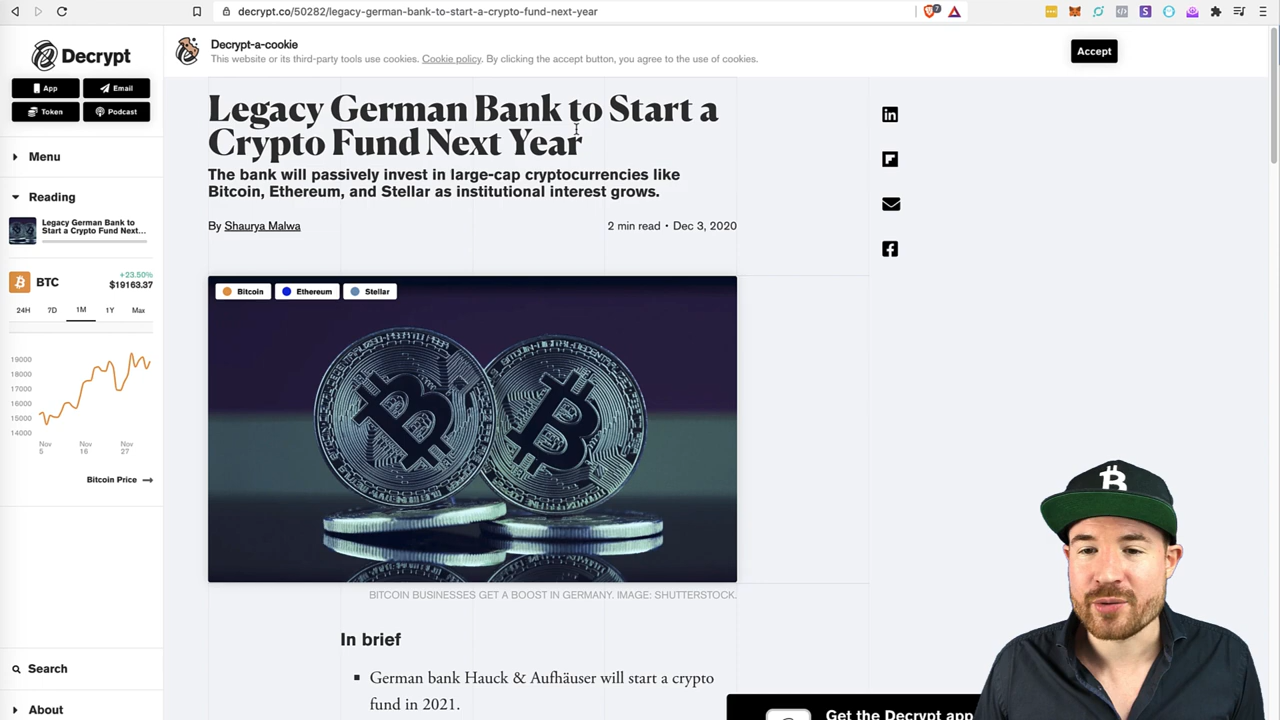 decrypt.co/50282/legacy-german-bank-to-start-a-crypto-fund-next-year
7
Decrypt
App
Email
Token
Podcast
Menu
Reading
Legacy German Bank to
Start a Crypto Fund Next...
BTC
+23.50%
$19163.37
24H 7D 1M 1Y Max
19000
18000
17000
16000
15000
14000
Nov 5
Nov 16
Nov 27
Bitcoin Price
Search
About
Decrypt-a-cookie
This website or its third-party tools use cookies. Cookie policy. By clicking the accept button, you agree to the use of cookies.
Accept
Legacy German Bank to Start a
Crypto Fund Next Year
The bank will passively invest in large-cap cryptocurrencies like
Bitcoin, Ethereum, and Stellar as institutional interest grows.
By Shaurya Malwa
2 min read • Dec 3, 2020
Bitcoin
Ethereum
Stellar
BITCOIN BUSINESSES GET A BOOST IN GERMANY. IMAGE: SHUTTERSTOCK.
In brief
German bank Hauck & Aufhäuser will start a crypto
fund in 2021.
Get the Decrypt app